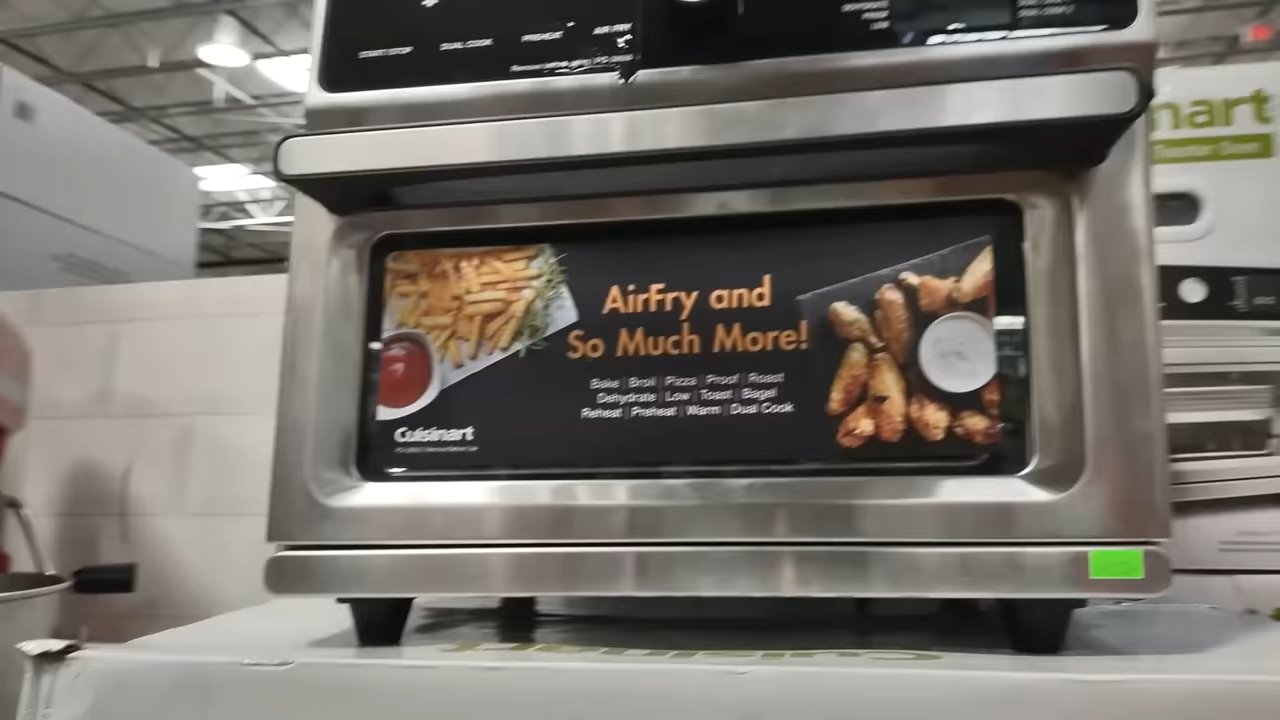 START STOP
DUAL COOK
PREHEAT
AIR FRY
nart
AirFry and
So Much More!
Bake | Broil | Pizza | Proof | Roast
Dehydrate | Low | Toast | Bagel
Reheat | Preheat | Warm | Dual Cook
Cuisinart
Cuisinart